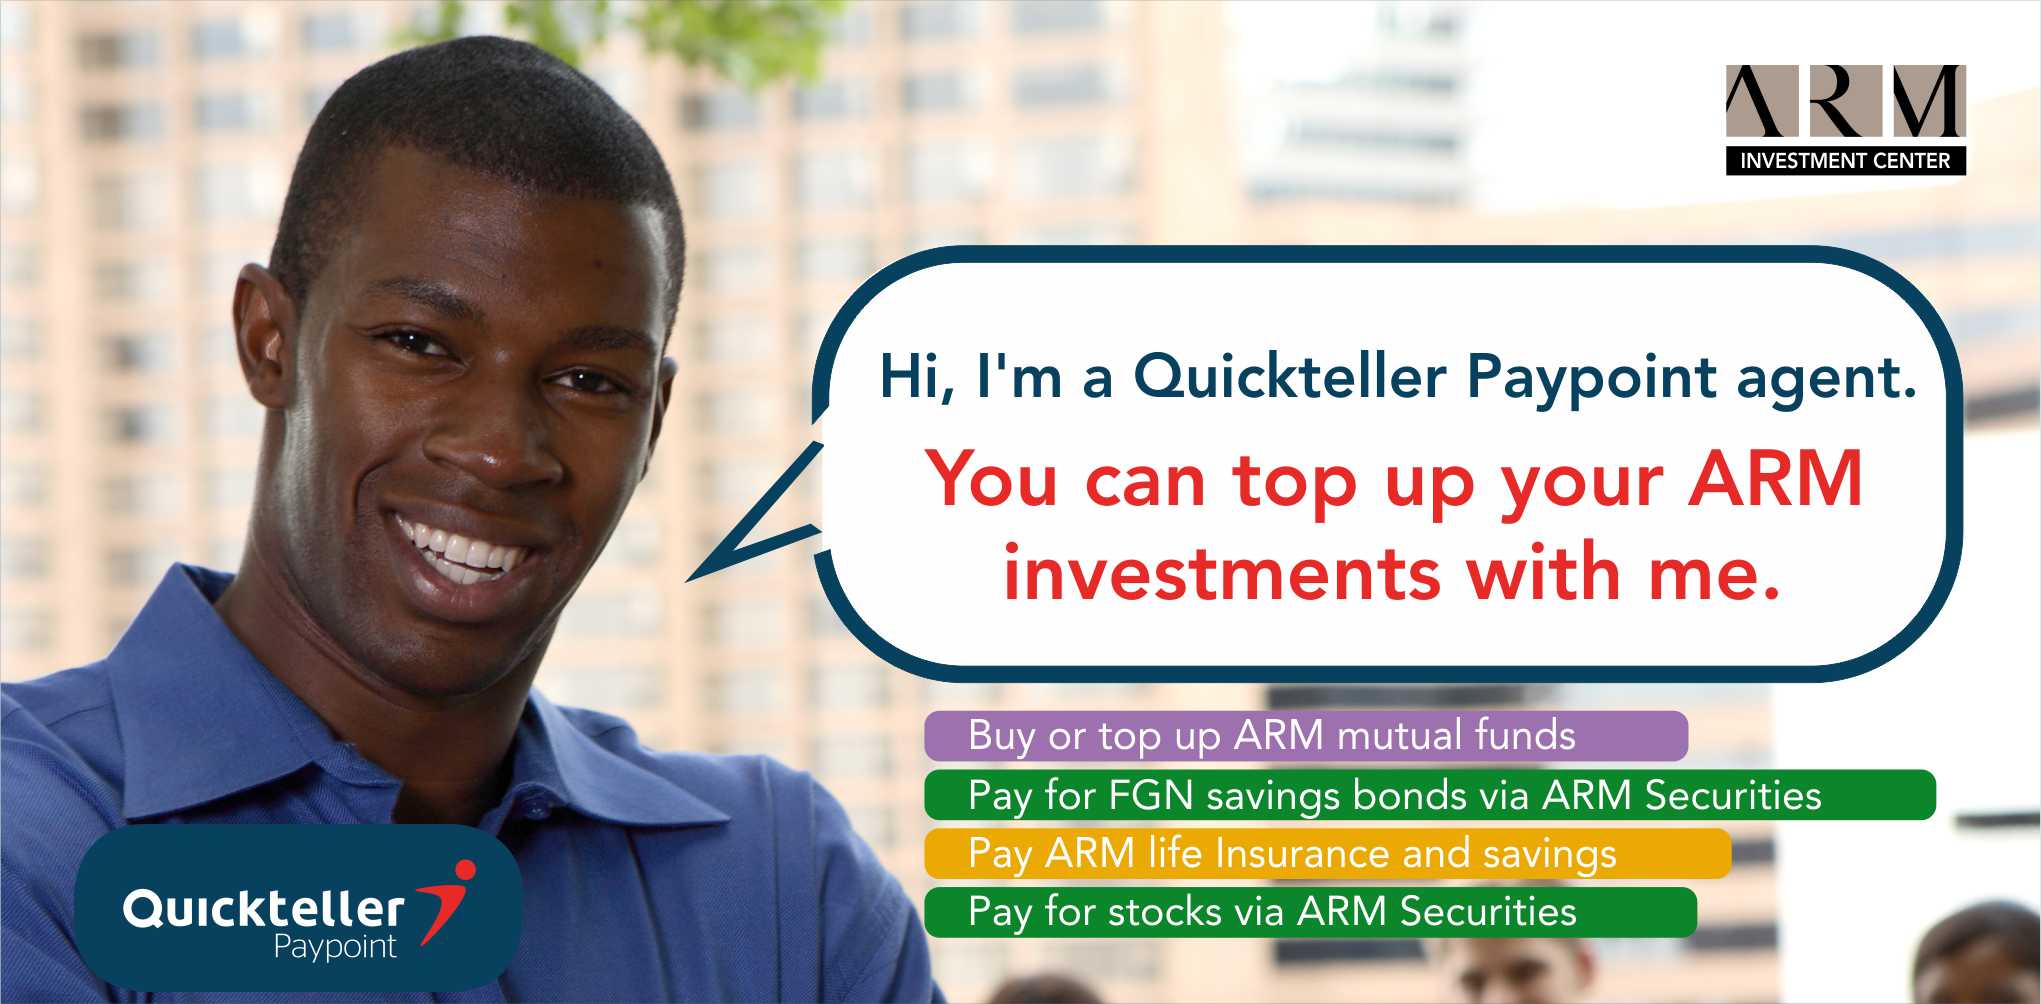 ARM
INVESTMENT CENTER
Hi, I'm a Quickteller Paypoint agent.
You can top up your ARM
investments with me.
Buy or top up ARM mutual funds
Pay for FGN savings bonds via ARM Securities
Pay ARM life Insurance and savings
Pay for stocks via ARM Securities
Quickteller
Paypoint